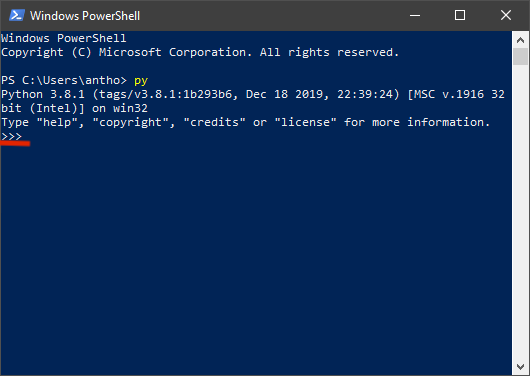 Windows PowerShell
Windows PowerShell
Copyright (C) Microsoft Corporation. All rights reserved.
PS C:\Users\antho> py
Python 3.8.1 (tags/v3.8.1:1b293b6, Dec 18 2019, 22:39:24) [MSC v.1916 32
bit (Intel)] on win32
Type "help", "copyright", "credits" or "license" for more information.
>>>